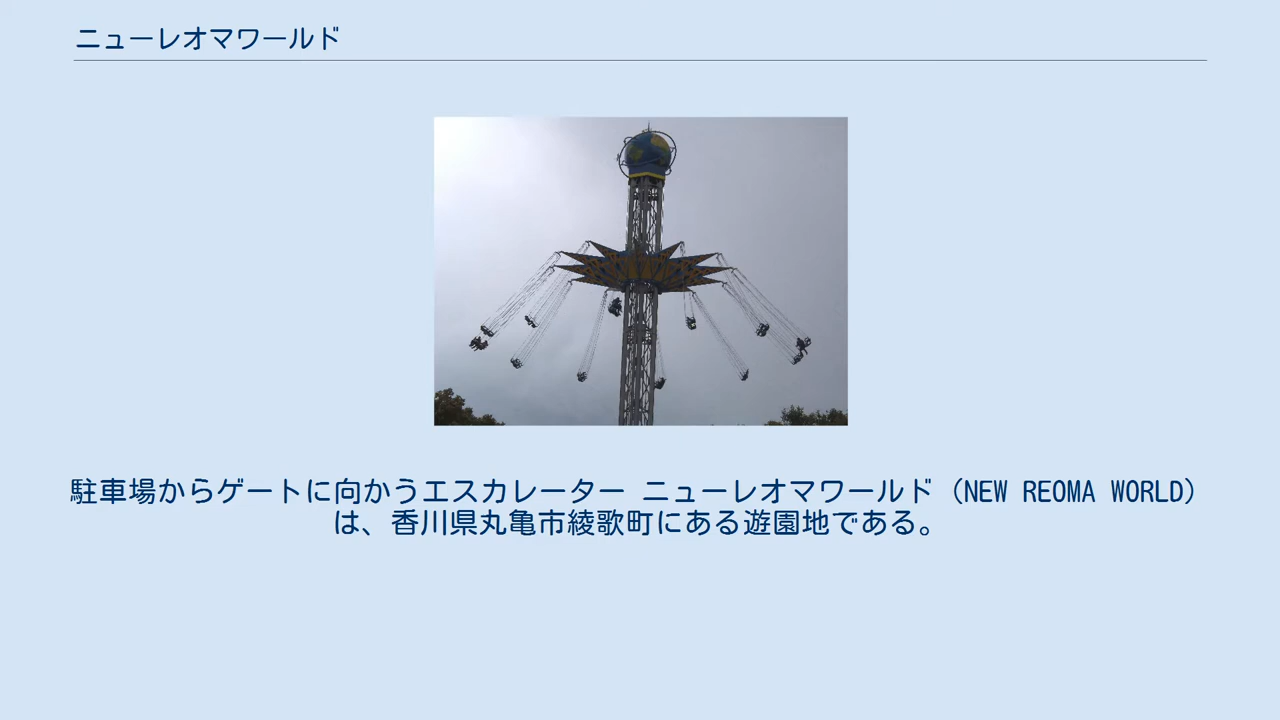 ニューレオマワールド
駐車場からゲートに向かうエスカレーター ニューレオマワールド（NEW REOMA WORLD）
は、香川県丸亀市綾歌町にある遊園地である。